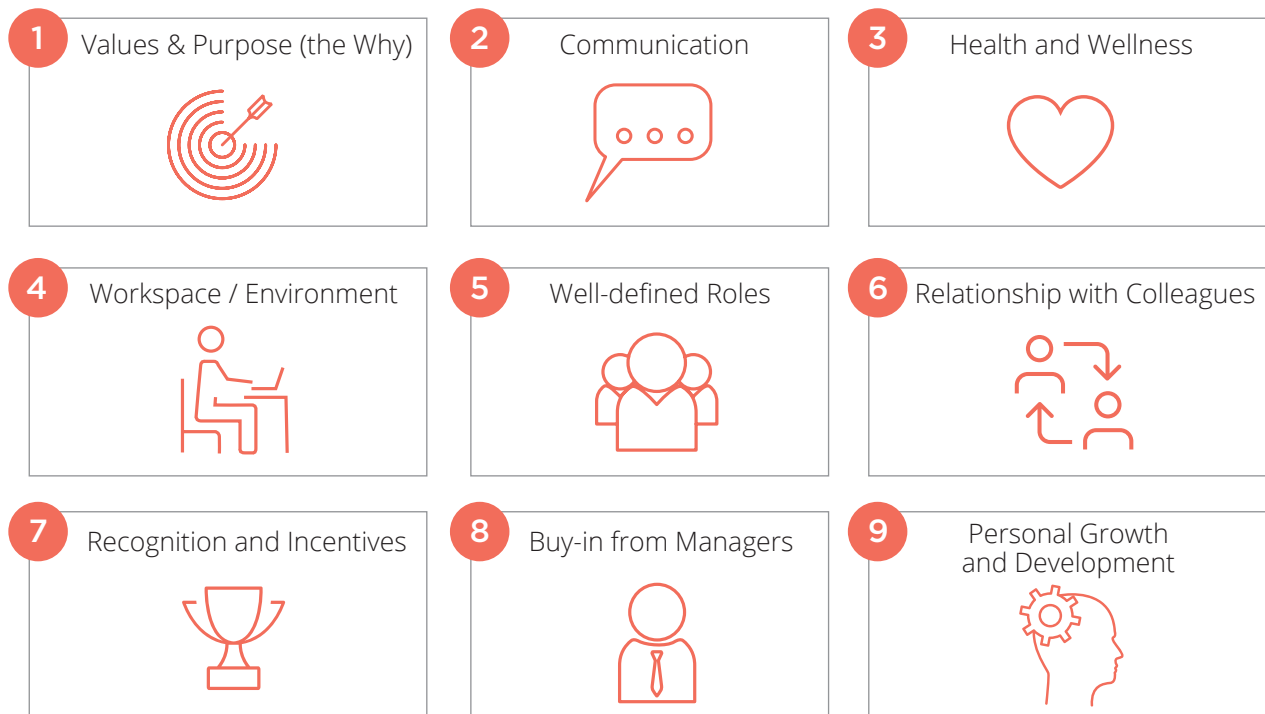 1
Values & Purpose (the Why)
2
Communication
3
Health and Wellness
4
Workspace / Environment
5
Well-defined Roles
6
Relationship with Colleagues
7
Recognition and Incentives
8
Buy-in from Managers
9
Personal Growth
and Development